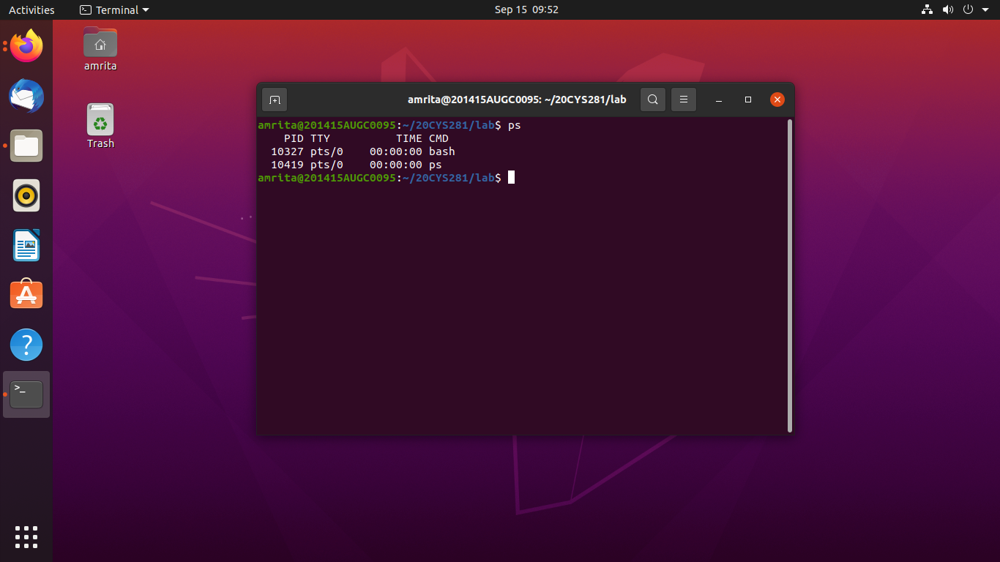 Activities Terminal Sep 15 09:52
amrita
Trash
amrita@201415AUGC0095: ~/20CYS281/lab
amrita@201415AUGC0095:~/20CYS281/lab$ ps
    PID TTY          TIME CMD
  10327 pts/0    00:00:00 bash
  10419 pts/0    00:00:00 ps
amrita@201415AUGC0095:~/20CYS281/lab$